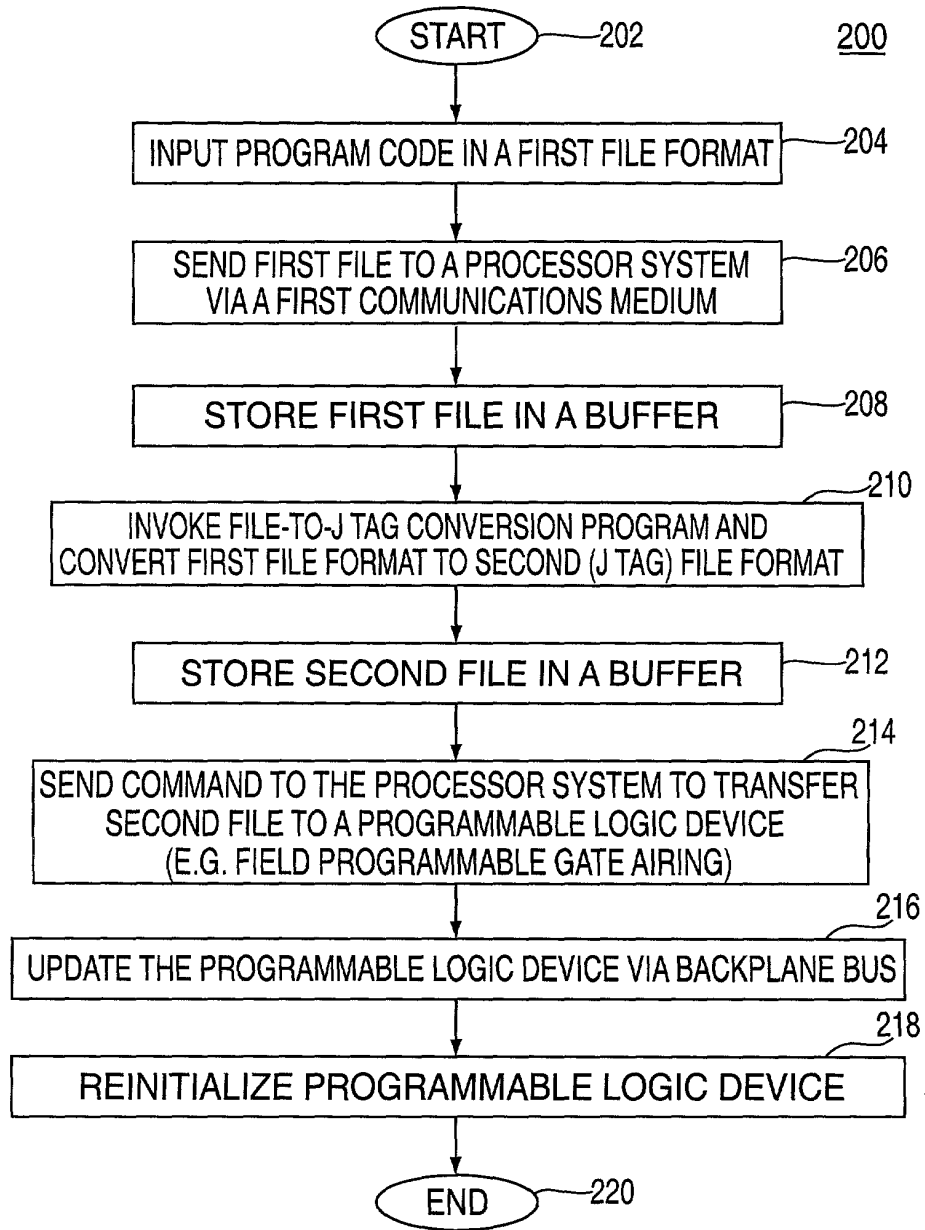 START
202
200
INPUT PROGRAM CODE IN A FIRST FILE FORMAT
204
SEND FIRST FILE TO A PROCESSOR SYSTEM
VIA A FIRST COMMUNICATIONS MEDIUM
206
STORE FIRST FILE IN A BUFFER
208
210
INVOKE FILE-TO-J TAG CONVERSION PROGRAM AND
CONVERT FIRST FILE FORMAT TO SECOND (J TAG) FILE FORMAT
STORE SECOND FILE IN A BUFFER
212
214
SEND COMMAND TO THE PROCESSOR SYSTEM TO TRANSFER
SECOND FILE TO A PROGRAMMABLE LOGIC DEVICE
(E.G. FIELD PROGRAMMABLE GATE AIRING)
216
UPDATE THE PROGRAMMABLE LOGIC DEVICE VIA BACKPLANE BUS
218
REINITIALIZE PROGRAMMABLE LOGIC DEVICE
END
220